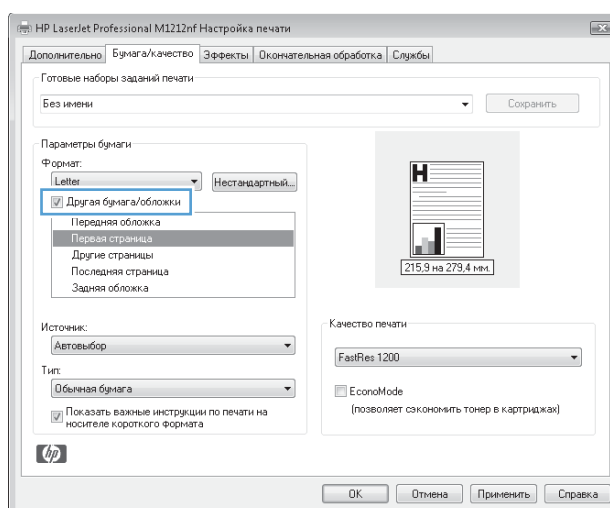 HP LaserJet Professional M1212nf Настройка печати
Дополнительно Бумага/качество Эффекты Окончательная обработка Службы
Готовые наборы заданий печати
Без имени
Сохранить
Параметры бумаги
Формат:
Letter
Нестандартный...
Другая бумага/обложки
Передняя обложка
Первая страница
Другие страницы
Последняя страница
Задняя обложка
H
215,9 на 279,4 мм.
Источник:
Автовыбор
Тип:
Обычная бумага
Показать важные инструкции по печати на
носителе короткого формата
Качество печати
FastRes 1200
EconoMode
(позволяет сэкономить тонер в картриджах)
hp
OK Отмена Применить Справка